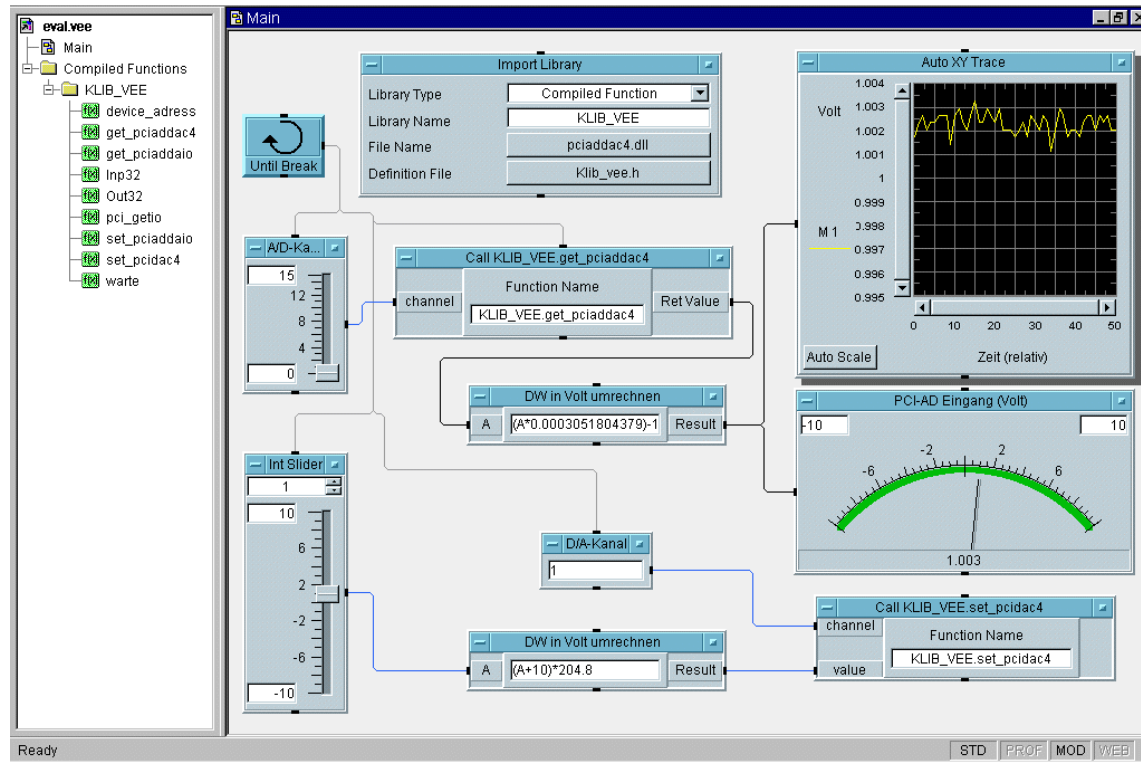 eval.vee
Main
Compiled Functions
KLIB_VEE
device_adress
get_pciaddac4
get_pciaddaio
Inp32
Out32
pci_getio
set_pciaddaio
set_pcidac4
warte
Main
Until Break
Import Library
Library Type Compiled Function
Library Name KLIB_VEE
File Name pciaddac4.dll
Definition File Klib_vee.h
Auto XY Trace
Volt
M 1
1.004
1.003
1.002
1.001
1
0.999
0.998
0.997
0.996
0.995
0 10 20 30 40 50
Auto Scale Zeit (relativ)
A/D-Ka...
15
12
8
4
0
Call KLIB_VEE.get_pciaddac4
Function Name
channel KLIB_VEE.get_pciaddac4 Ret Value
DW in Volt umrechnen
A (A*0.0003051804379)-1 Result
PCI-AD Eingang (Volt)
-10 10
-6 -2 2 6
1.003
Int Slider
1
10
6
2
-2
-6
-10
D/A-Kanal
1
DW in Volt umrechnen
A (A+10)*204.8 Result
Call KLIB_VEE.set_pcidac4
channel
Function Name
KLIB_VEE.set_pcidac4
value
Ready STD PROF MOD WEB